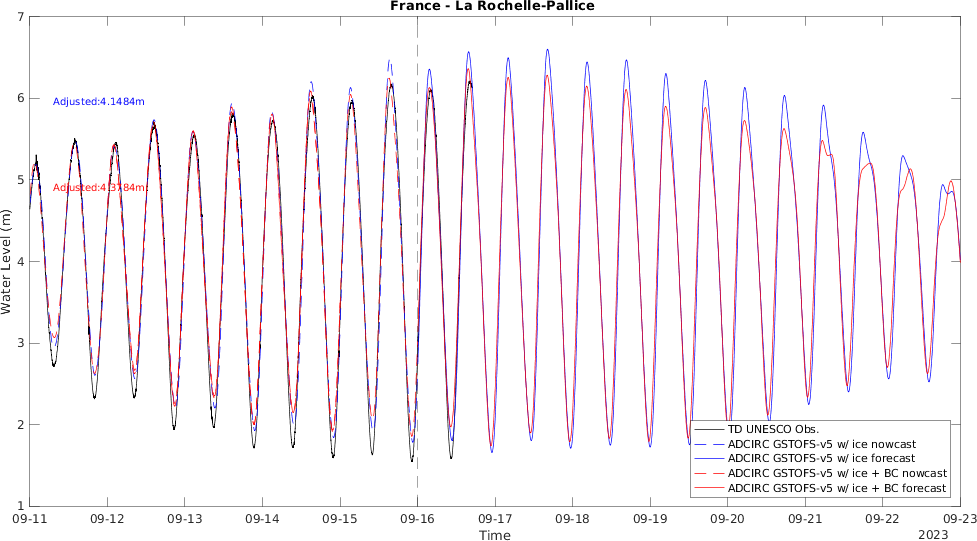 France - La Rochelle-Pallice
Water Level (m)
7
6
5
4
3
2
1
Adjusted:4.1484m
Adjusted:4.3784m
TD UNESCO Obs.
ADCIRC GSTOFS-v5 w/ ice nowcast
ADCIRC GSTOFS-v5 w/ ice forecast
ADCIRC GSTOFS-v5 w/ ice + BC nowcast
ADCIRC GSTOFS-v5 w/ ice + BC forecast
09-11 09-12 09-13 09-14 09-15 09-16 09-17 09-18 09-19 09-20 09-21 09-22 09-23
Time
2023